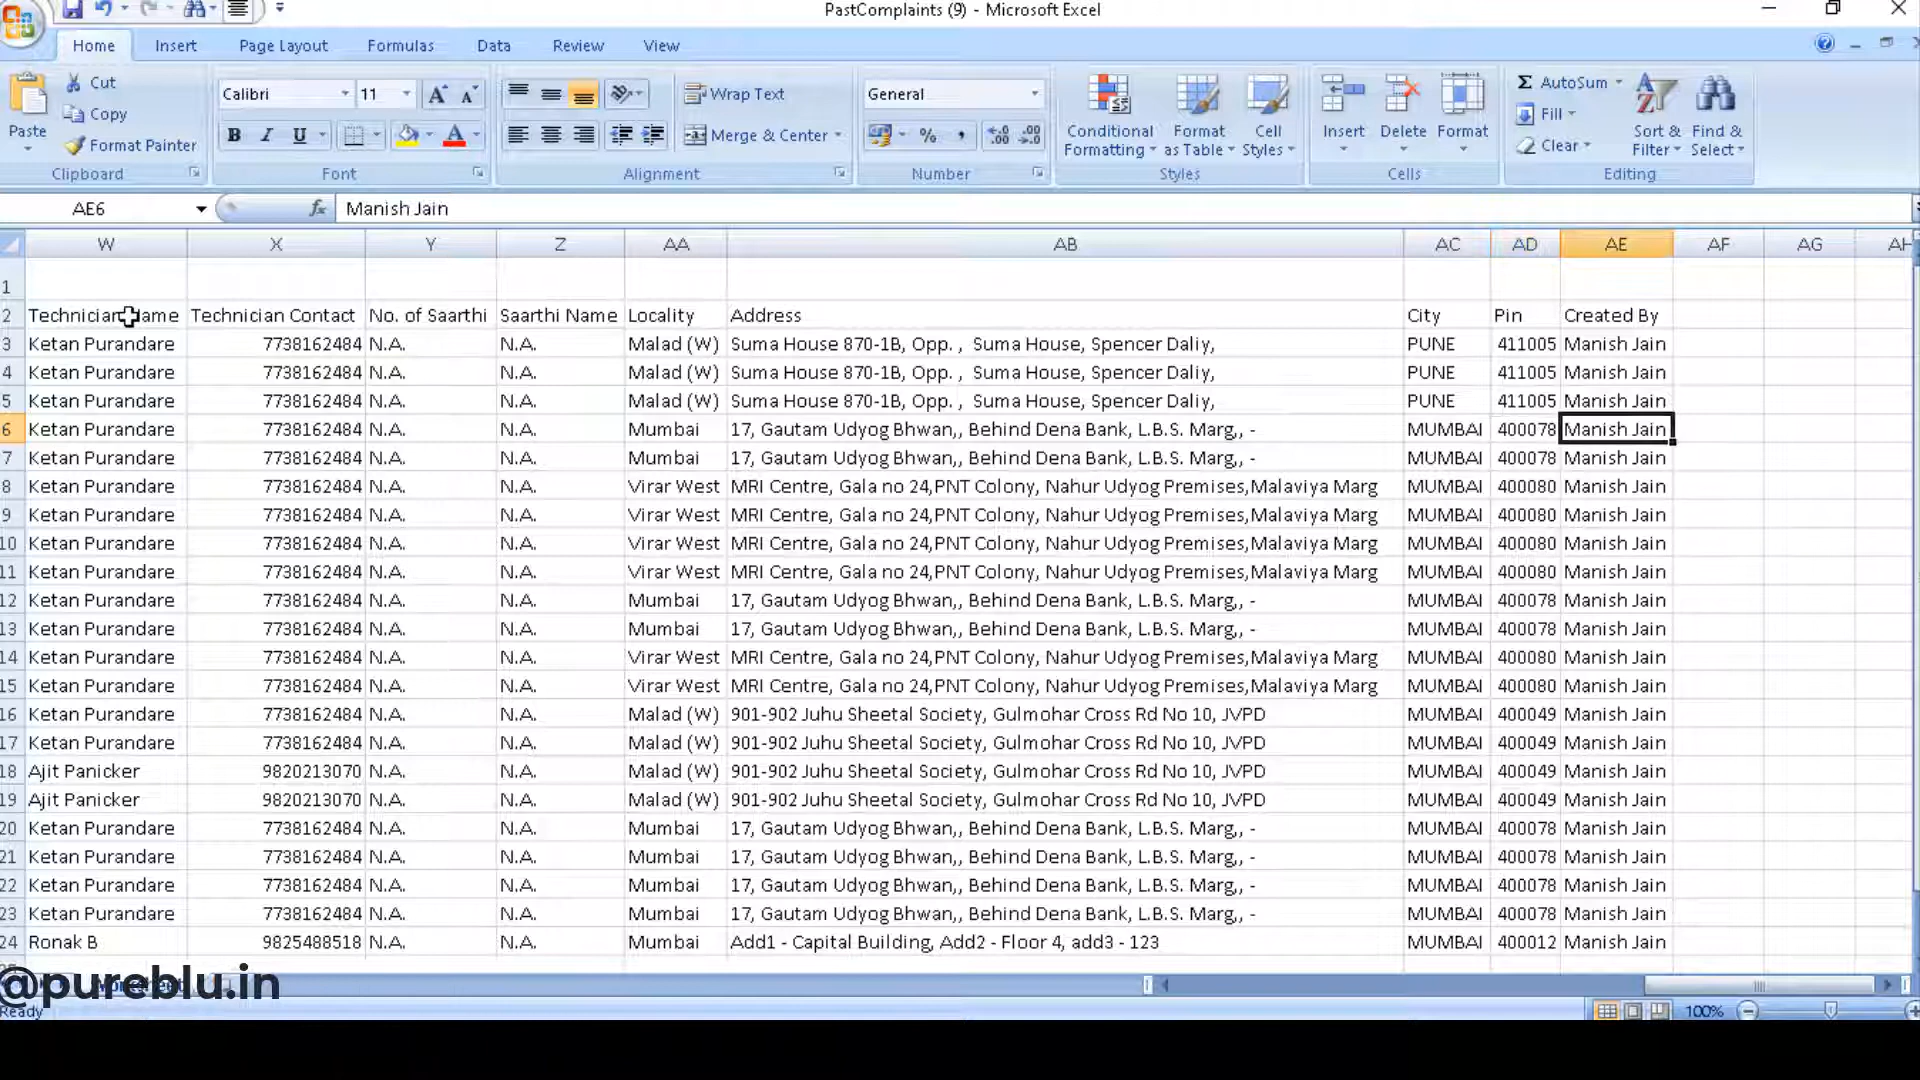 PastComplaints (9) - Microsoft Excel
Home Insert Page Layout Formulas Data Review View
Paste Cut Copy Format Painter Clipboard
Calibri 11 B I U Font
Wrap Text Merge & Center Alignment
General % , Number
Conditional Formatting Format as Table Cell Styles Styles
Insert Delete Format Cells
Σ AutoSum Fill Clear Sort & Filter Find & Select Editing
AE6 fx Manish Jain
W X Y Z AA AB AC AD AE AF AG AH
1
2 Technician Name Technician Contact No. of Saarthi Saarthi Name Locality Address City Pin Created By
3 Ketan Purandare 7738162484 N.A. N.A. Malad (W) Suma House 870-1B, Opp. , Suma House, Spencer Daliy, PUNE 411005 Manish Jain
4 Ketan Purandare 7738162484 N.A. N.A. Malad (W) Suma House 870-1B, Opp. , Suma House, Spencer Daliy, PUNE 411005 Manish Jain
5 Ketan Purandare 7738162484 N.A. N.A. Malad (W) Suma House 870-1B, Opp. , Suma House, Spencer Daliy, PUNE 411005 Manish Jain
6 Ketan Purandare 7738162484 N.A. N.A. Mumbai 17, Gautam Udyog Bhwan,, Behind Dena Bank, L.B.S. Marg,, - MUMBAI 400078 Manish Jain
7 Ketan Purandare 7738162484 N.A. N.A. Mumbai 17, Gautam Udyog Bhwan,, Behind Dena Bank, L.B.S. Marg,, - MUMBAI 400078 Manish Jain
8 Ketan Purandare 7738162484 N.A. N.A. Virar West MRI Centre, Gala no 24,PNT Colony, Nahur Udyog Premises,Malaviya Marg MUMBAI 400080 Manish Jain
9 Ketan Purandare 7738162484 N.A. N.A. Virar West MRI Centre, Gala no 24,PNT Colony, Nahur Udyog Premises,Malaviya Marg MUMBAI 400080 Manish Jain
10 Ketan Purandare 7738162484 N.A. N.A. Virar West MRI Centre, Gala no 24,PNT Colony, Nahur Udyog Premises,Malaviya Marg MUMBAI 400080 Manish Jain
11 Ketan Purandare 7738162484 N.A. N.A. Virar West MRI Centre, Gala no 24,PNT Colony, Nahur Udyog Premises,Malaviya Marg MUMBAI 400080 Manish Jain
12 Ketan Purandare 7738162484 N.A. N.A. Mumbai 17, Gautam Udyog Bhwan,, Behind Dena Bank, L.B.S. Marg,, - MUMBAI 400078 Manish Jain
13 Ketan Purandare 7738162484 N.A. N.A. Mumbai 17, Gautam Udyog Bhwan,, Behind Dena Bank, L.B.S. Marg,, - MUMBAI 400078 Manish Jain
14 Ketan Purandare 7738162484 N.A. N.A. Virar West MRI Centre, Gala no 24,PNT Colony, Nahur Udyog Premises,Malaviya Marg MUMBAI 400080 Manish Jain
15 Ketan Purandare 7738162484 N.A. N.A. Virar West MRI Centre, Gala no 24,PNT Colony, Nahur Udyog Premises,Malaviya Marg MUMBAI 400080 Manish Jain
16 Ketan Purandare 7738162484 N.A. N.A. Malad (W) 901-902 Juhu Sheetal Society, Gulmohar Cross Rd No 10, JVPD MUMBAI 400049 Manish Jain
17 Ketan Purandare 7738162484 N.A. N.A. Malad (W) 901-902 Juhu Sheetal Society, Gulmohar Cross Rd No 10, JVPD MUMBAI 400049 Manish Jain
18 Ajit Panicker 9820213070 N.A. N.A. Malad (W) 901-902 Juhu Sheetal Society, Gulmohar Cross Rd No 10, JVPD MUMBAI 400049 Manish Jain
19 Ajit Panicker 9820213070 N.A. N.A. Malad (W) 901-902 Juhu Sheetal Society, Gulmohar Cross Rd No 10, JVPD MUMBAI 400049 Manish Jain
20 Ketan Purandare 7738162484 N.A. N.A. Mumbai 17, Gautam Udyog Bhwan,, Behind Dena Bank, L.B.S. Marg,, - MUMBAI 400078 Manish Jain
21 Ketan Purandare 7738162484 N.A. N.A. Mumbai 17, Gautam Udyog Bhwan,, Behind Dena Bank, L.B.S. Marg,, - MUMBAI 400078 Manish Jain
22 Ketan Purandare 7738162484 N.A. N.A. Mumbai 17, Gautam Udyog Bhwan,, Behind Dena Bank, L.B.S. Marg,, - MUMBAI 400078 Manish Jain
23 Ketan Purandare 7738162484 N.A. N.A. Mumbai 17, Gautam Udyog Bhwan,, Behind Dena Bank, L.B.S. Marg,, - MUMBAI 400078 Manish Jain
24 Ronak B 9825488518 N.A. N.A. Mumbai Add1 - Capital Building, Add2 - Floor 4, add3 - 123 MUMBAI 400012 Manish Jain
@pureblu.in
Ready 100%